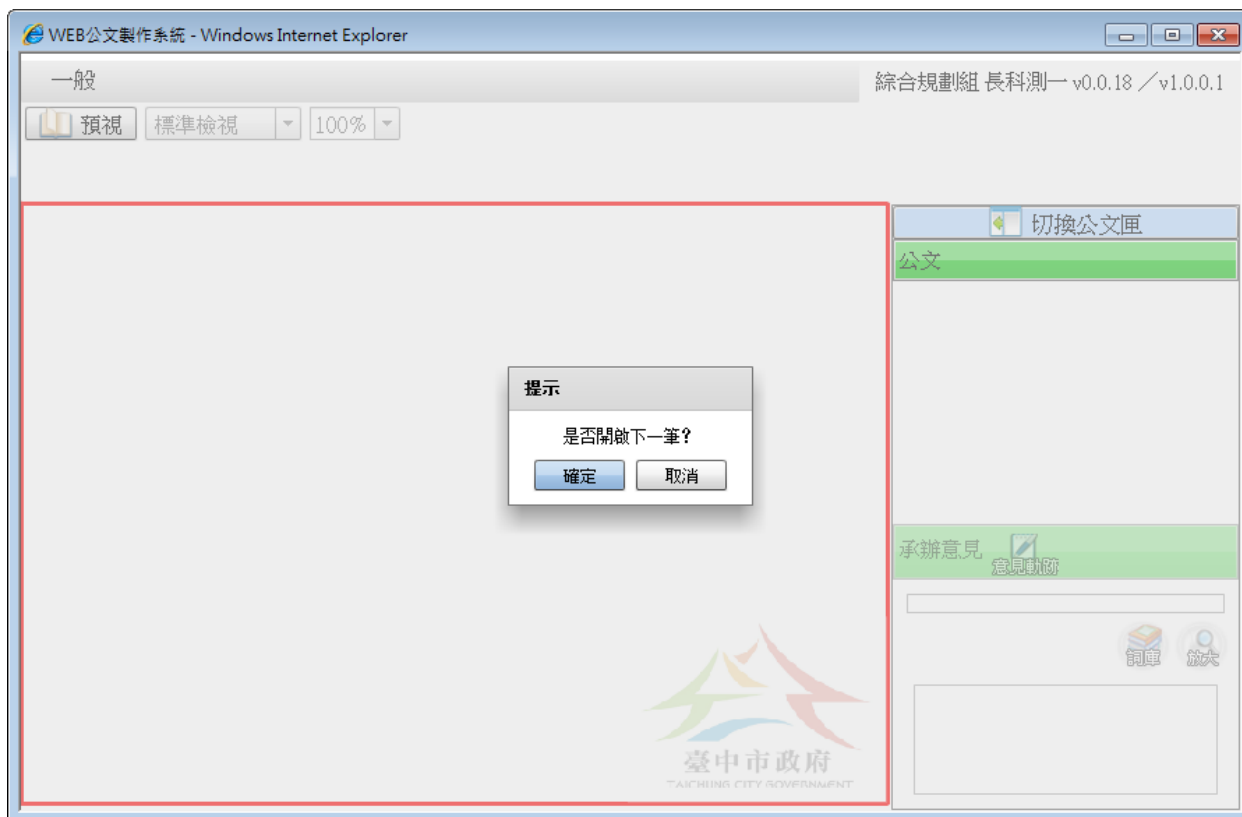 WEB公文製作系統 - Windows Internet Explorer
一般
綜合規劃組 長科測一 v0.0.18 ／v1.0.0.1
預視
標準檢視
100%
切換公文匣
公文
提示
是否開啟下一筆?
確定 取消
承辦意見
意見軌跡
詞庫 放大
臺中市政府
TAICHUNG CITY GOVERNMENT